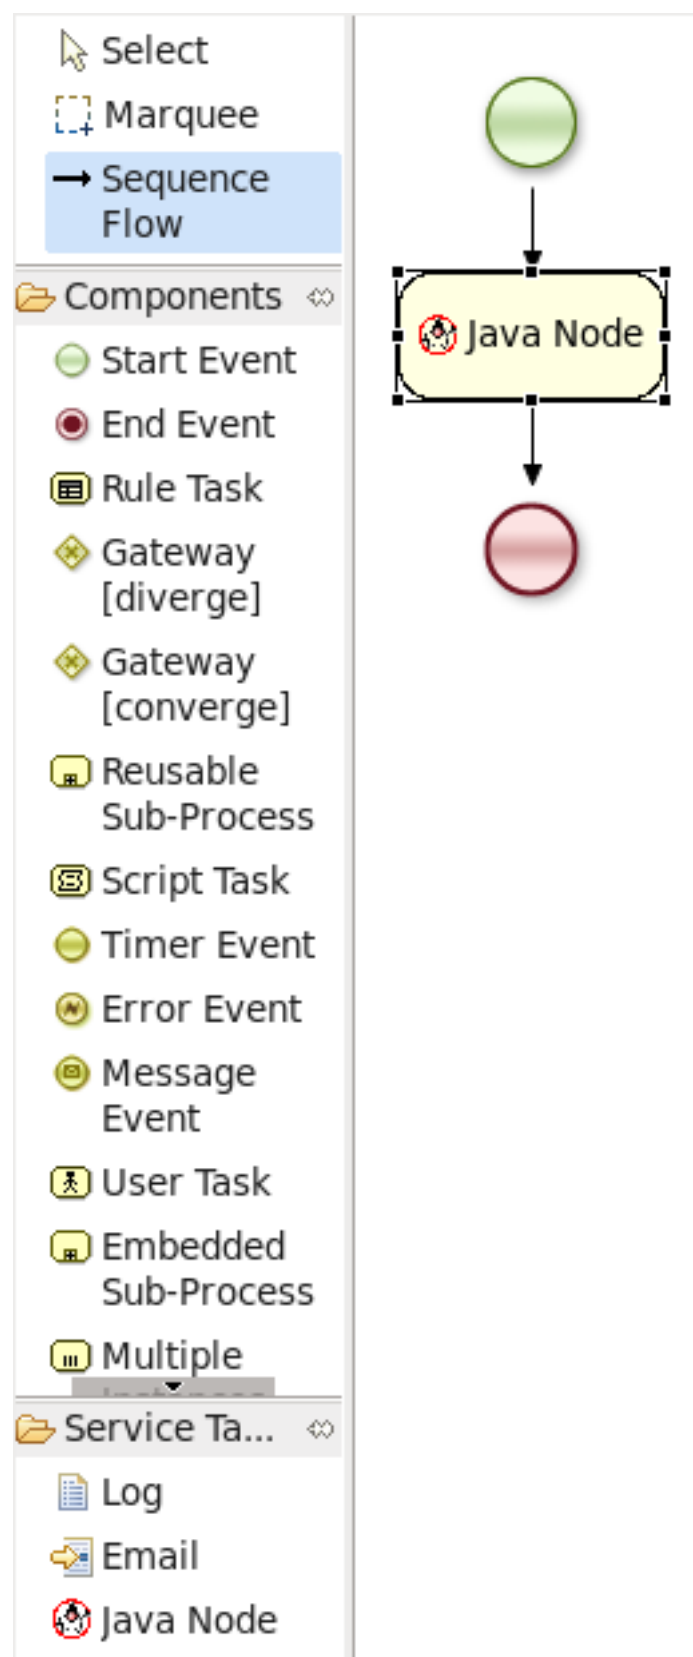 Select
Marquee
Sequence
Flow
Components
Start Event
End Event
Rule Task
Gateway
[diverge]
Gateway
[converge]
Reusable
Sub-Process
Script Task
Timer Event
Error Event
Message
Event
User Task
Embedded
Sub-Process
Multiple
Service Ta...
Log
Email
Java Node
Java Node